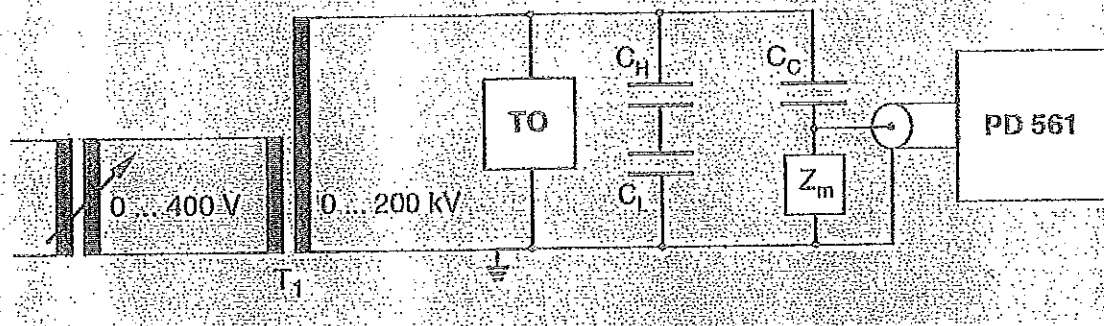 C_H
C_C
TO
PD 561
Z_m
0 ... 400 V
0 ... 200 kV
C_L
T_1